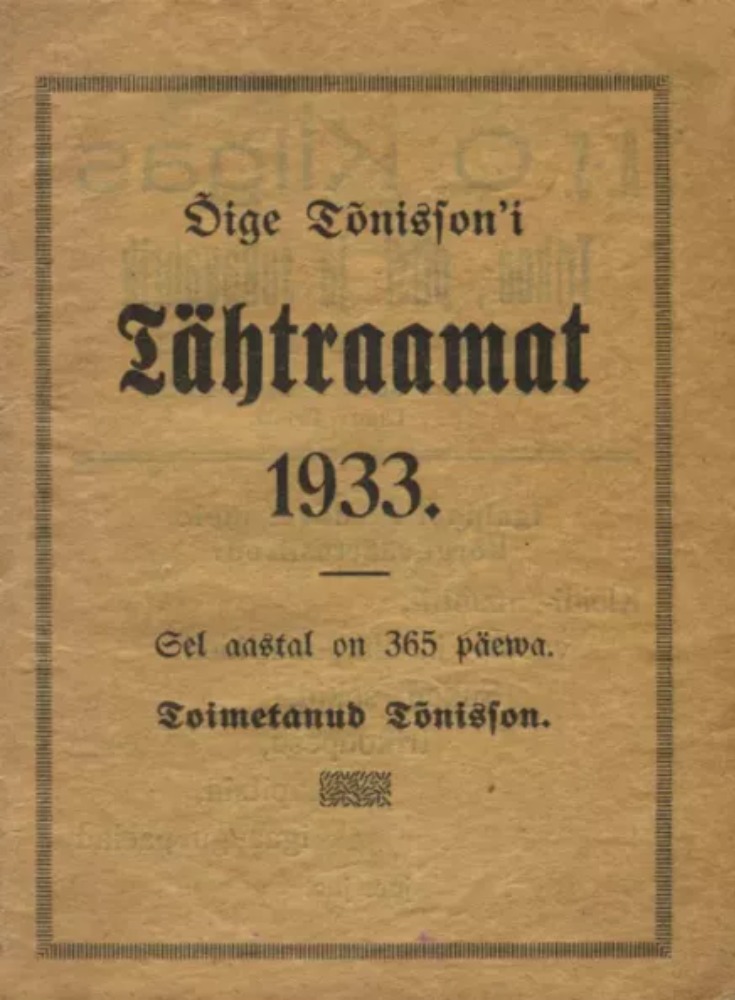 Õige Tõnisson'i
Tähtraamat
1933.
Sel aastal on 365 päewa.
Toimetanud Tõnisson.